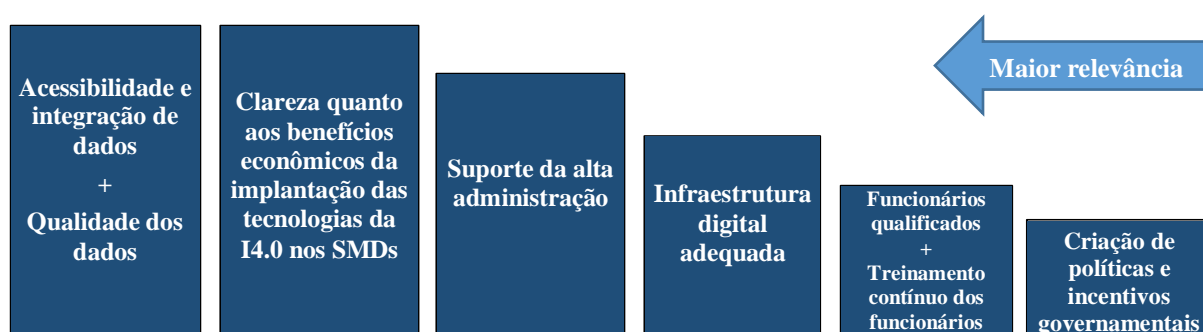 Acessibilidade e
integração de
dados
+
Qualidade dos
dados
Clareza quanto
aos benefícios
econômicos da
implantação das
tecnologias da
I4.0 nos SMDs
Suporte da alta
administração
Infraestrutura
digital
adequada
Funcionários
qualificados
+
Treinamento
contínuo dos
funcionários
Criação de
políticas e
incentivos
governamentais
Maior relevância